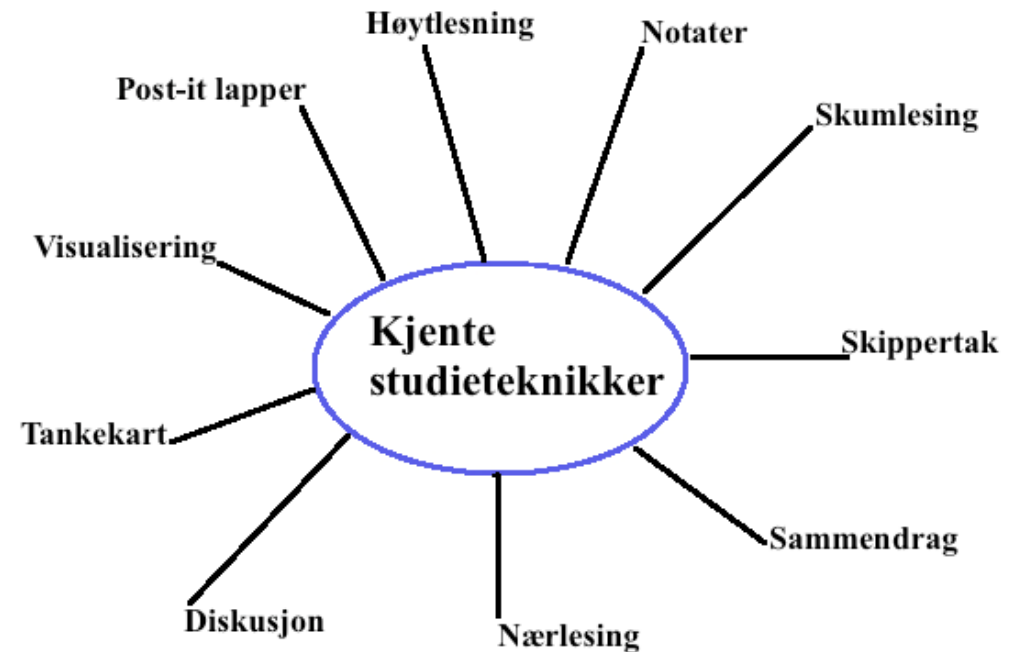 Høytlesning
Notater
Post-it lapper
Skumlesing
Visualisering
Kjente
studieteknikker
Skippertak
Tankekart
Sammendrag
Diskusjon
Nærlesing